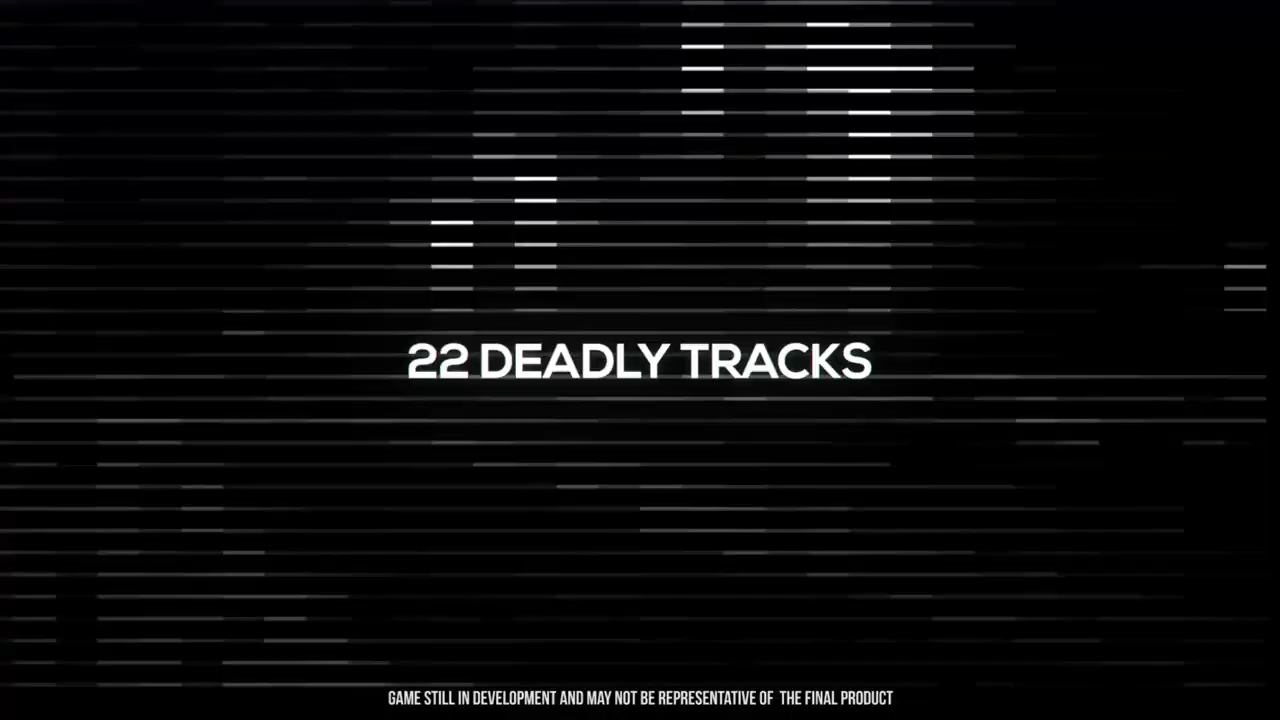 22 DEADLY TRACKS
GAME STILL IN DEVELOPMENT AND MAY NOT BE REPRESENTATIVE OF THE FINAL PRODUCT